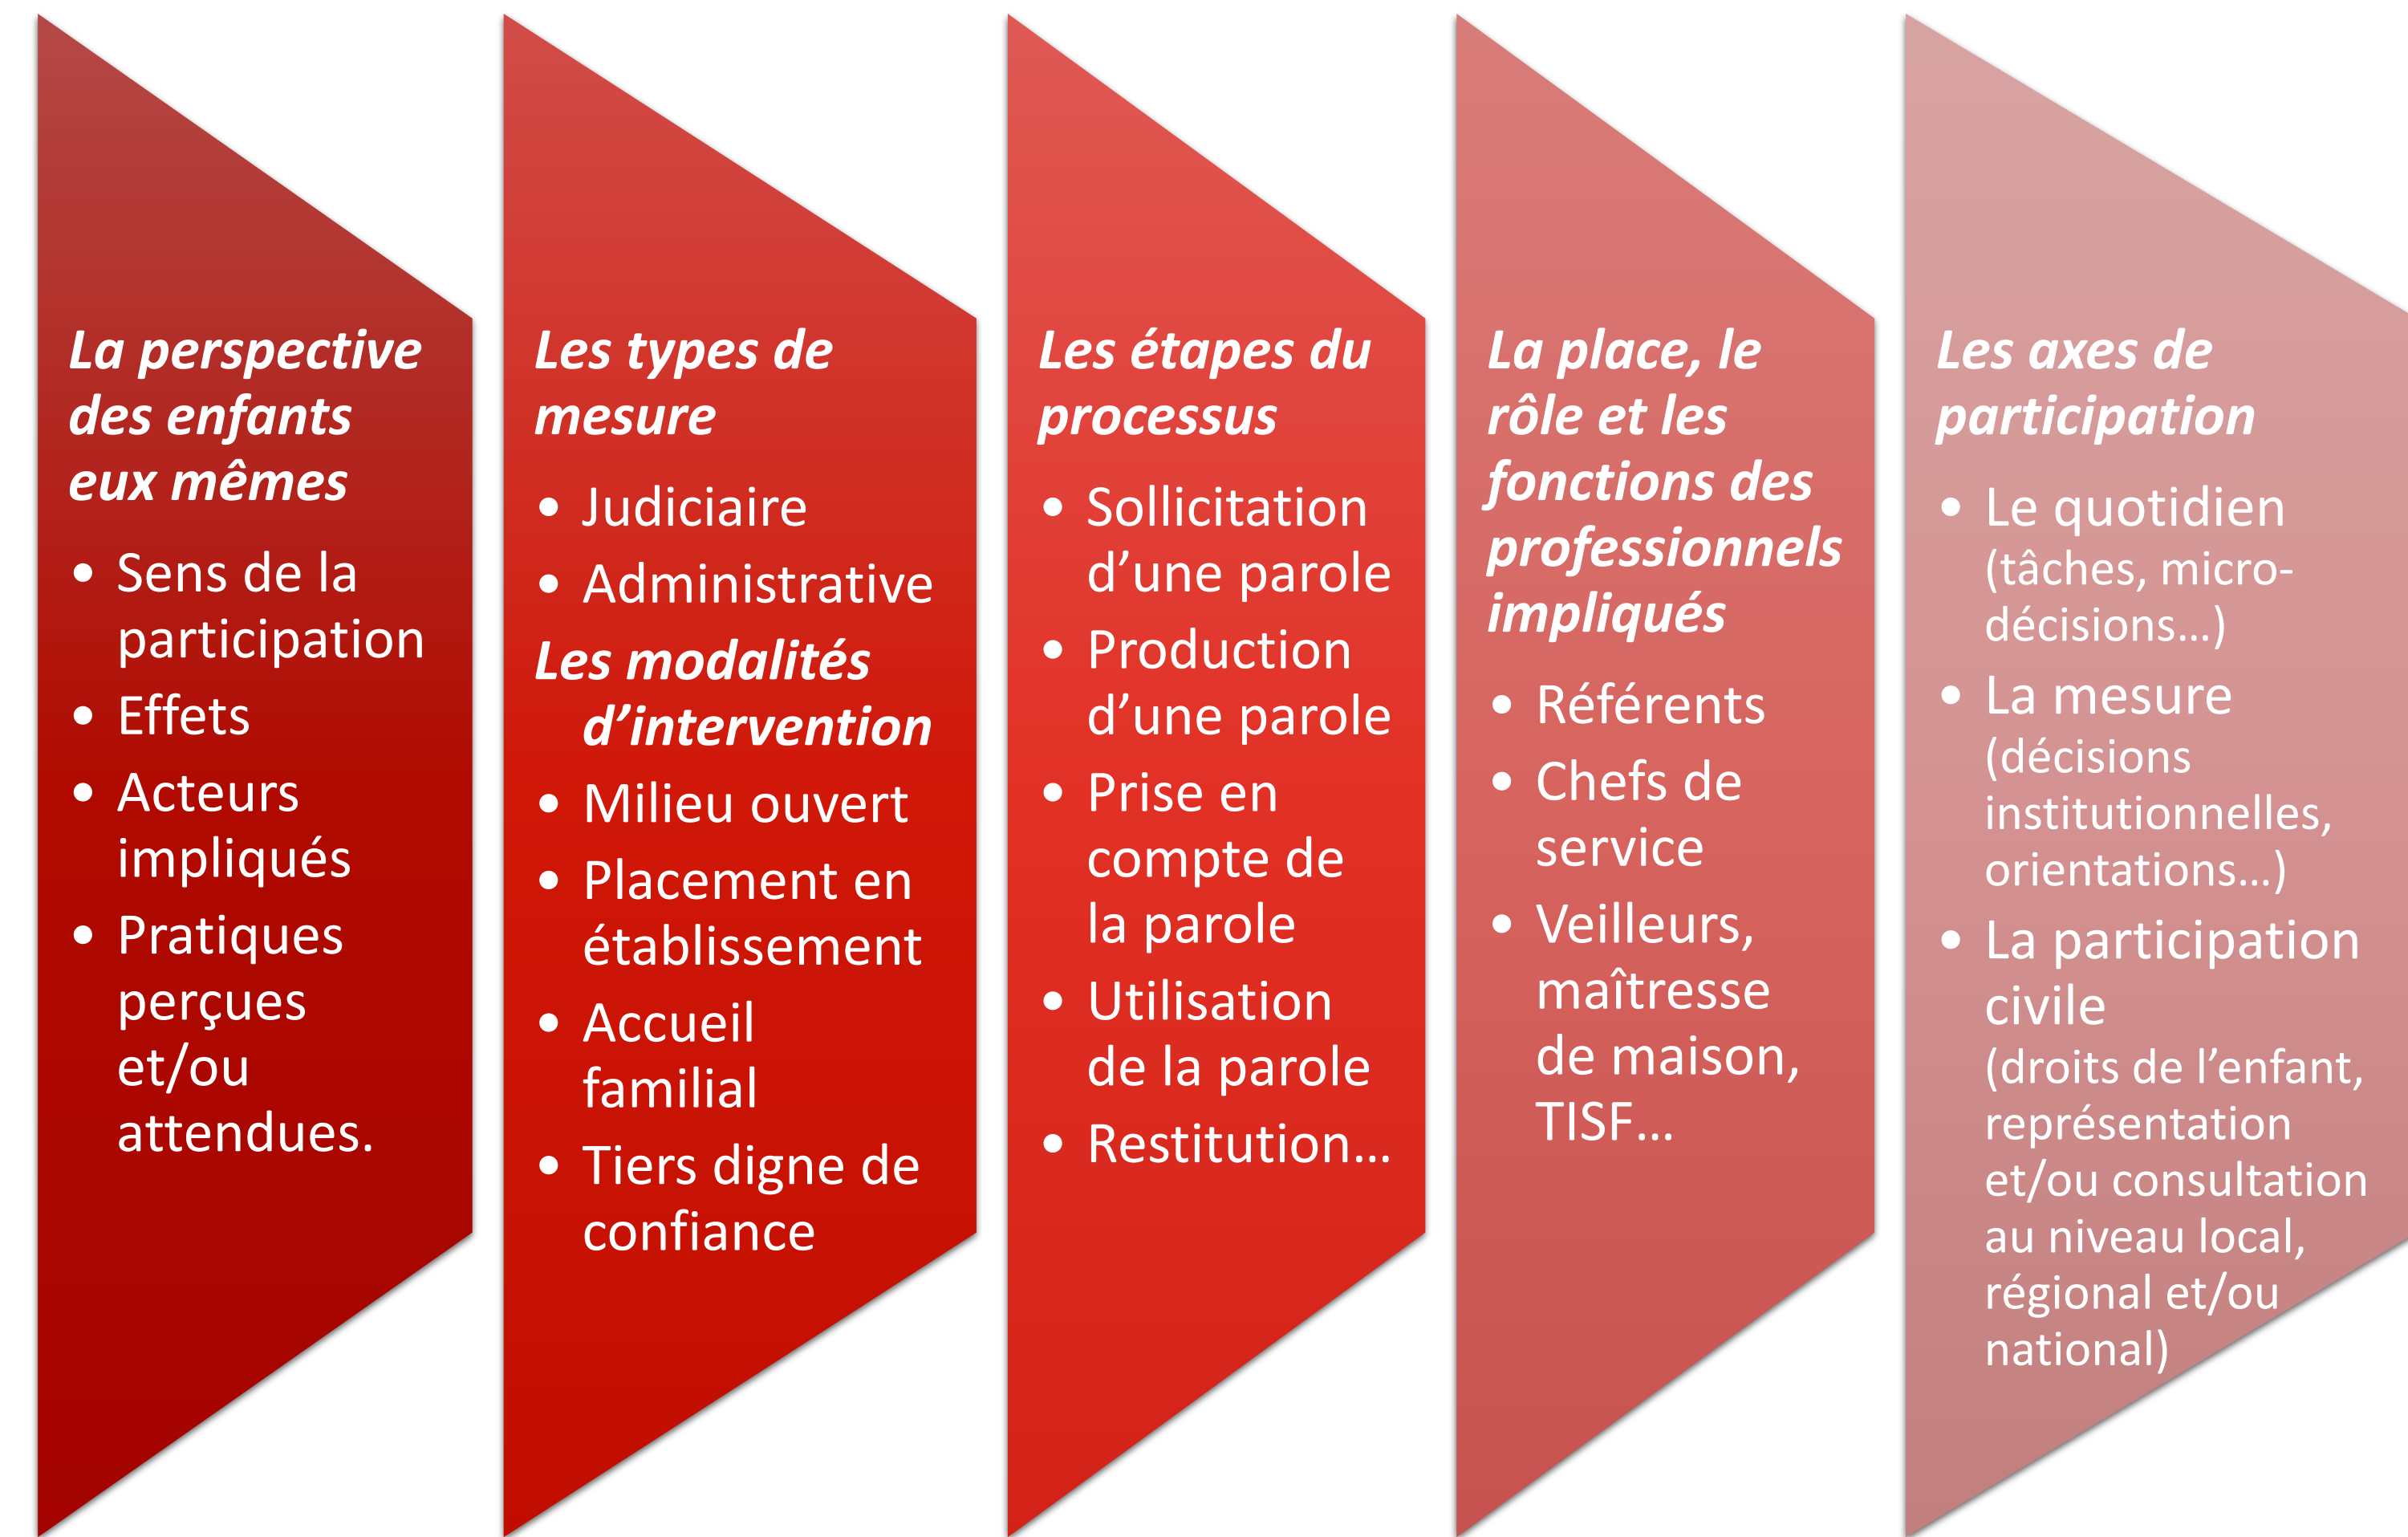 La perspective
des enfants
eux mêmes
• Sens de la
participation
• Effets
• Acteurs
impliqués
• Pratiques
perçues
et/ou
attendues.
Les types de
mesure
• Judiciaire
• Administrative
Les modalités
d’intervention
• Milieu ouvert
• Placement en
établissement
• Accueil
familial
• Tiers digne de
confiance
Les étapes du
processus
• Sollicitation
d’une parole
• Production
d’une parole
• Prise en
compte de
la parole
• Utilisation
de la parole
• Restitution...
La place, le
rôle et les
fonctions des
professionnels
impliqués
• Référents
• Chefs de
service
• Veilleurs,
maîtresse
de maison,
TISF...
Les axes de
participation
• Le quotidien
(tâches, micro-
décisions...)
• La mesure
(décisions
institutionnelles,
orientations...)
• La participation
civile
(droits de l’enfant,
représentation
et/ou consultation
au niveau local,
régional et/ou
national)